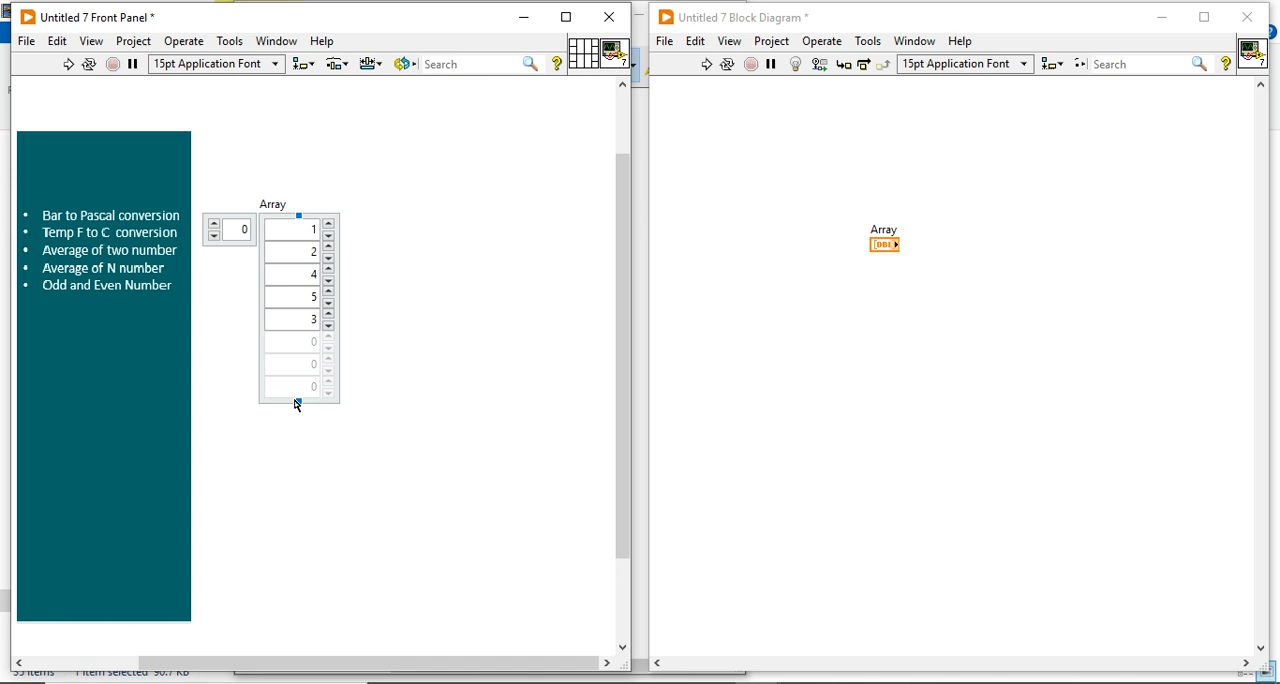 Untitled 7 Front Panel *
File Edit View Project Operate Tools Window Help
15pt Application Font
Search
?
7
Array
0
1
2
4
5
3
0
0
0
• Bar to Pascal conversion
• Temp F to C conversion
• Average of two number
• Average of N number
• Odd and Even Number
Untitled 7 Block Diagram *
File Edit View Project Operate Tools Window Help
15pt Application Font
Search
?
7
Array
[DBL